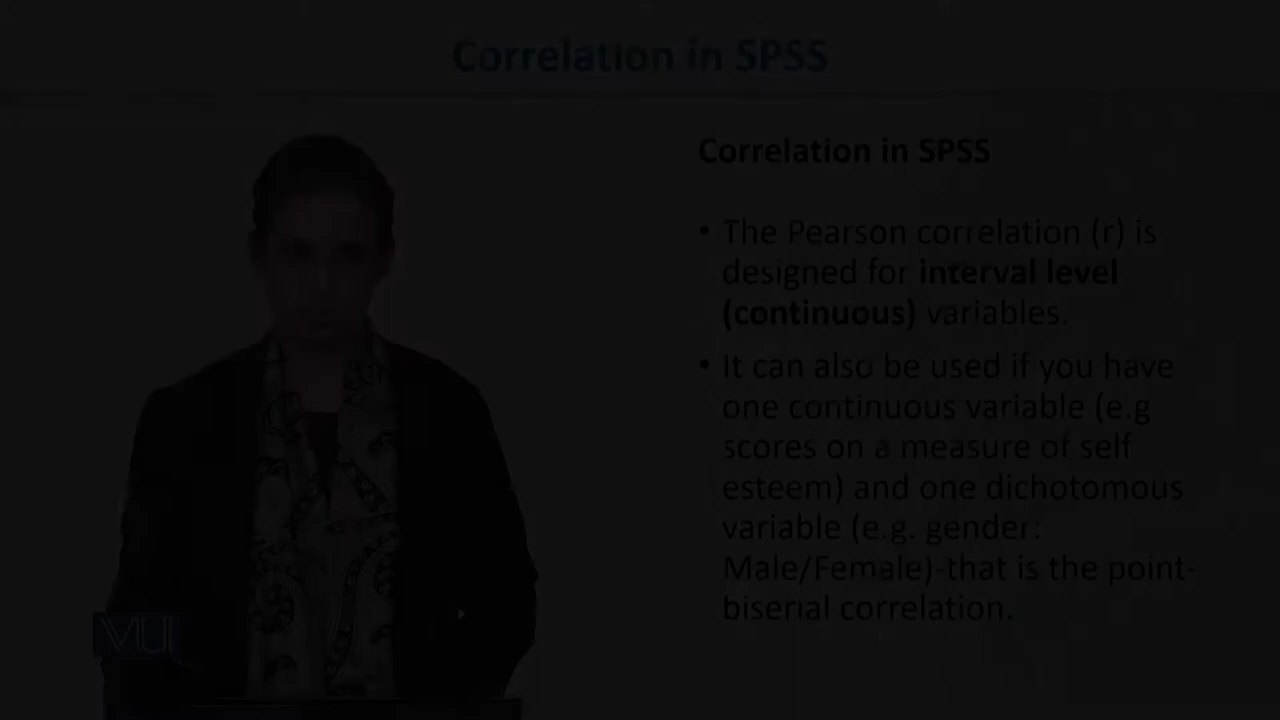 Correlation in SPSS
Correlation in SPSS
• The Pearson correlation (r) is
designed for interval level
(continuous) variables.
• It can also be used if you have
one continuous variable (e.g
scores on a measure of self
esteem) and one dichotomous
variable (e.g. gender:
Male/Female)-that is the point-
biserial correlation.
VU